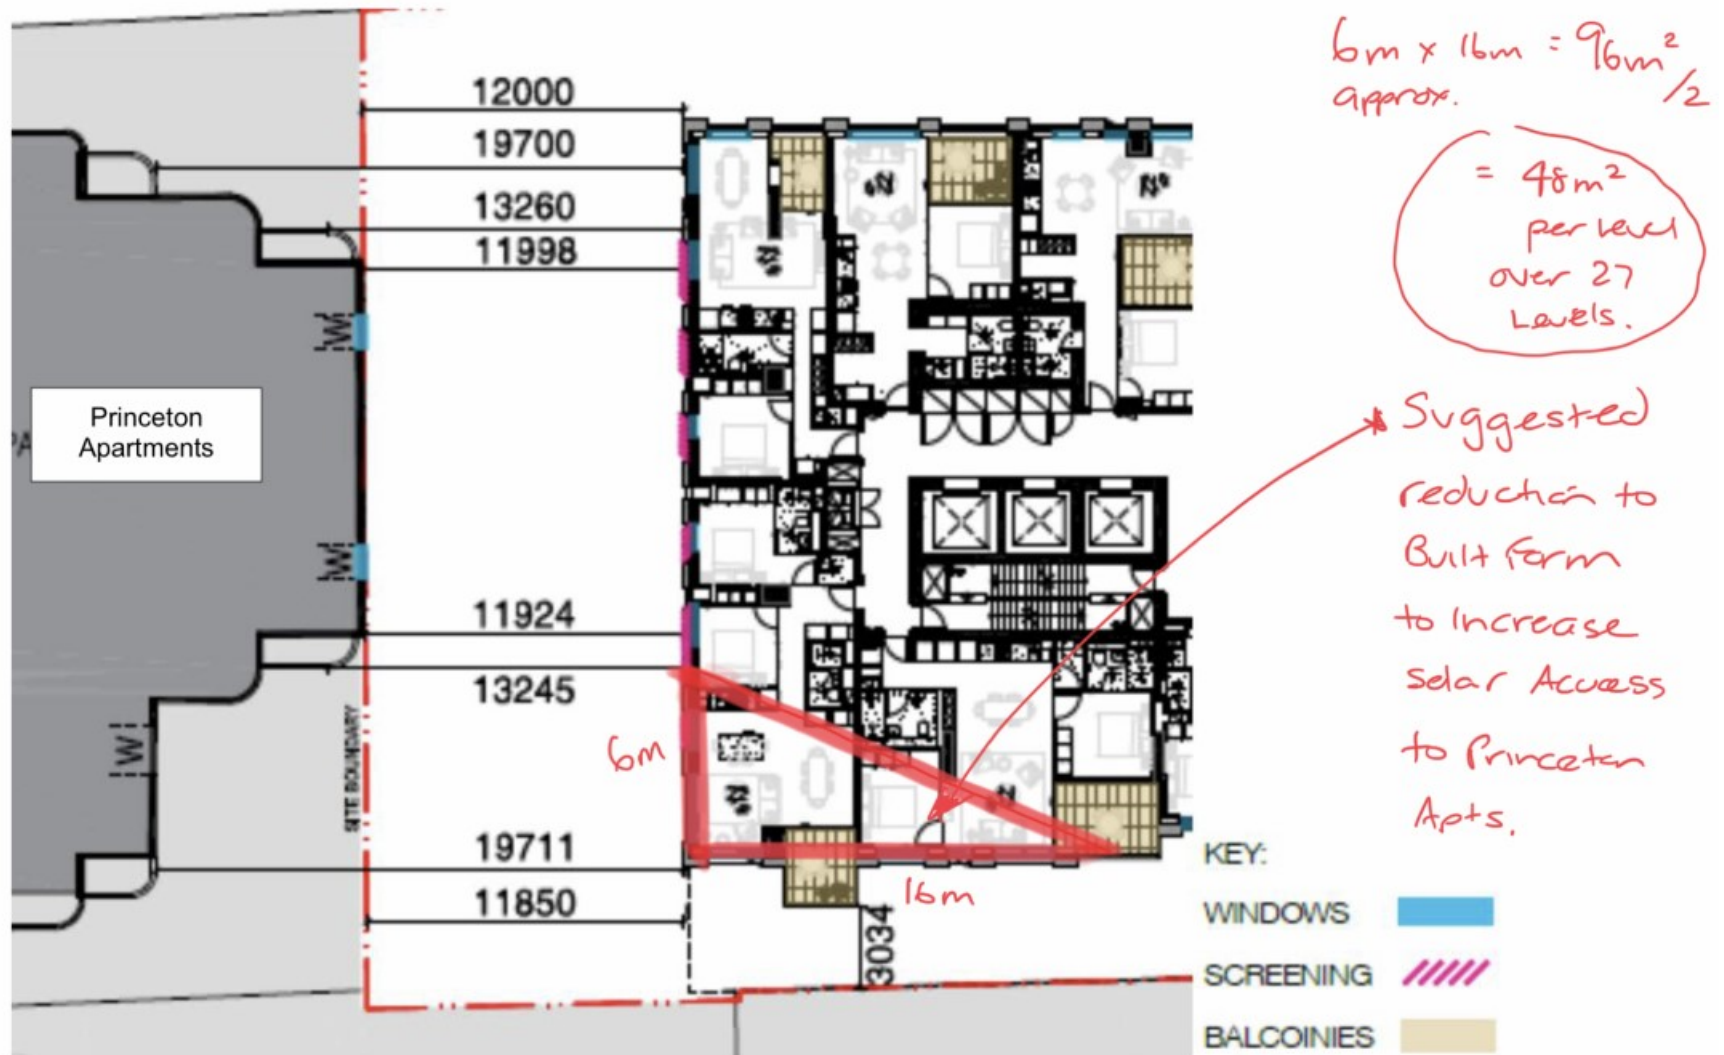 6m x 16m = 96m²
approx. /2
= 48m²
per level
over 27
Levels.
12000
19700
13260
11998
W
Princeton
Apartments
Suggested
reduction to
Built Form
to Increase
Solar Access
to Princeton
Apts.
W
11924
13245
W
SITE BOUNDARY
6m
19711
11850
16m
3034
KEY:
WINDOWS
SCREENING
BALCOINIES